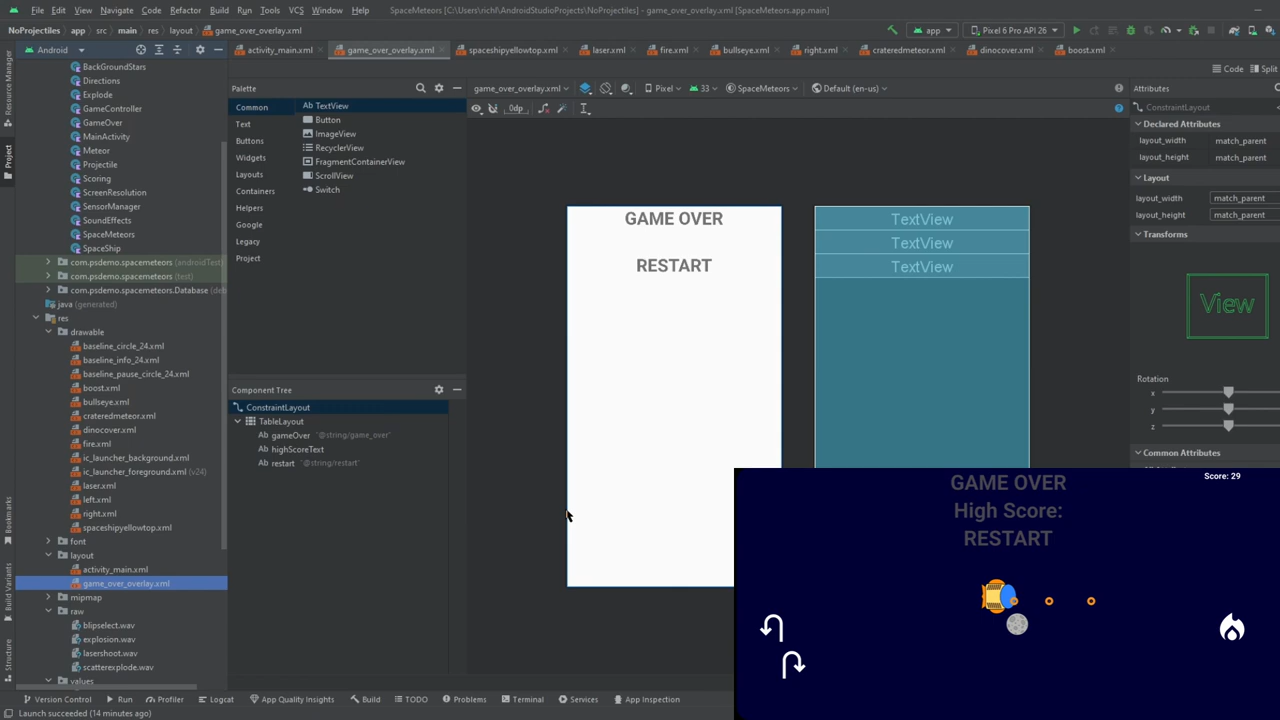 File Edit View Navigate Code Refactor Build Run Tools VCS Window Help SpaceMeteors [C:\Users\richf\AndroidStudioProjects\NoProjectiles] - game_over_overlay.xml [SpaceMeteors.app.main]
NoProjectiles app src main res layout game_over_overlay.xml app Pixel 6 Pro API 26
Android activity_main.xml game_over_overlay.xml spaceshipyellowtop.xml laser.xml fire.xml bullseye.xml right.xml crateredmeteor.xml dinocover.xml boost.xml
Resource Manager
Project
Bookmarks
Build Variants
Structure
BackGroundStars
Directions
Explode
GameController
GameOver
MainActivity
Meteor
Projectile
Scoring
ScreenResolution
SensorManager
SoundEffects
SpaceMeteors
SpaceShip
com.psdemo.spacemeteors (androidTest)
com.psdemo.spacemeteors (test)
com.psdemo.spacemeteors.Database
java (generated)
res
drawable
baseline_circle_24.xml
baseline_info_24.xml
baseline_pause_circle_24.xml
boost.xml
bullseye.xml
crateredmeteor.xml
dinocover.xml
fire.xml
ic_launcher_background.xml
ic_launcher_foreground.xml (v24)
laser.xml
left.xml
right.xml
spaceshipyellowtop.xml
font
layout
activity_main.xml
game_over_overlay.xml
mipmap
raw
blipselect.wav
explosion.wav
lasershoot.wav
scatterexplode.wav
values
Palette
Common
Text
Buttons
Widgets
Layouts
Containers
Helpers
Google
Legacy
Project
Ab TextView
Button
ImageView
RecyclerView
FragmentContainerView
ScrollView
Switch
Component Tree
ConstraintLayout
TableLayout
Ab gameOver "@string/game_over"
Ab highScoreText
Ab restart "@string/restart"
Code Split
game_over_overlay.xml Pixel 33 SpaceMeteors Default (en-us)
0dp
GAME OVER
RESTART
TextView
TextView
TextView
Attributes
ConstraintLayout
Declared Attributes
layout_width match_parent
layout_height match_parent
Layout
layout_width match_parent
layout_height match_parent
Transforms
View
Rotation
x
y
z
Common Attributes
Score: 29
GAME OVER
High Score:
RESTART
Version Control Run Profiler Logcat App Quality Insights Build TODO Problems Terminal Services App Inspection
Launch succeeded (14 minutes ago)